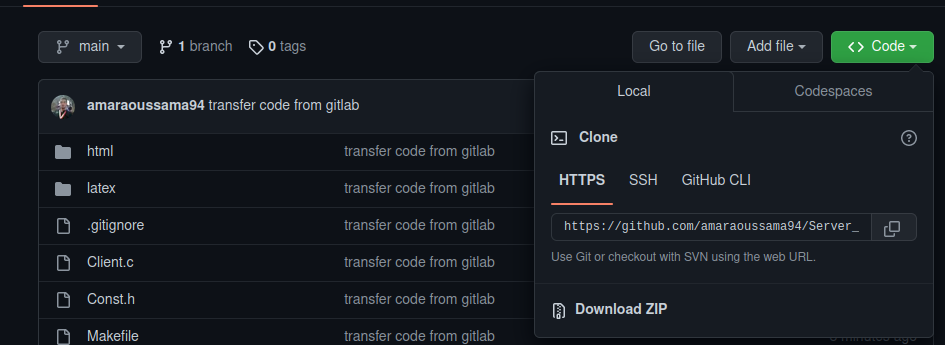 main 1 branch 0 tags Go to file Add file Code
amaraoussama94 transfer code from gitlab
Local Codespaces
Clone
HTTPS SSH GitHub CLI
https://github.com/amaraoussama94/Server_
Use Git or checkout with SVN using the web URL.
Download ZIP
html transfer code from gitlab
latex transfer code from gitlab
.gitignore transfer code from gitlab
Client.c transfer code from gitlab
Const.h transfer code from gitlab
Makefile transfer code from gitlab
minutes ago